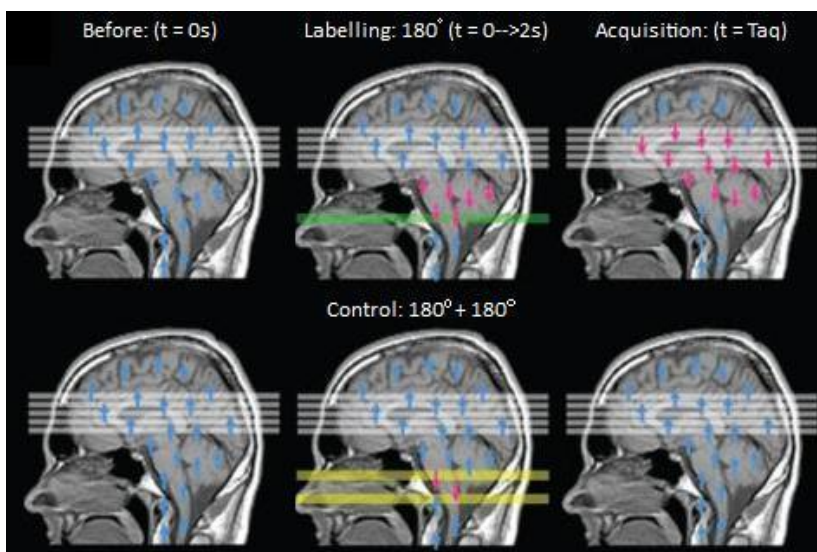 Before: (t = 0s)
Labelling: 180° (t = 0-->2s)
Acquisition: (t = Taq)
Control: 180° + 180°